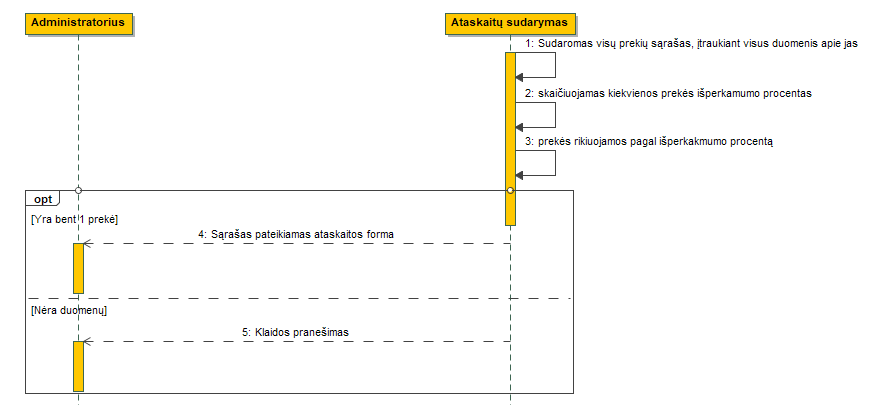 Administratorius
Ataskaitų sudarymas
1: Sudaromas visų prekių sąrašas, įtraukiant visus duomenis apie jas
2: skaičiuojamas kiekvienos prekės išperkamumo procentas
3: prekės rikiuojamos pagal išperkakmumo procentą
opt
[Yra bent 1 prekė]
4: Sąrašas pateikiamas ataskaitos forma
[Nėra duomenų]
5: Klaidos pranešimas